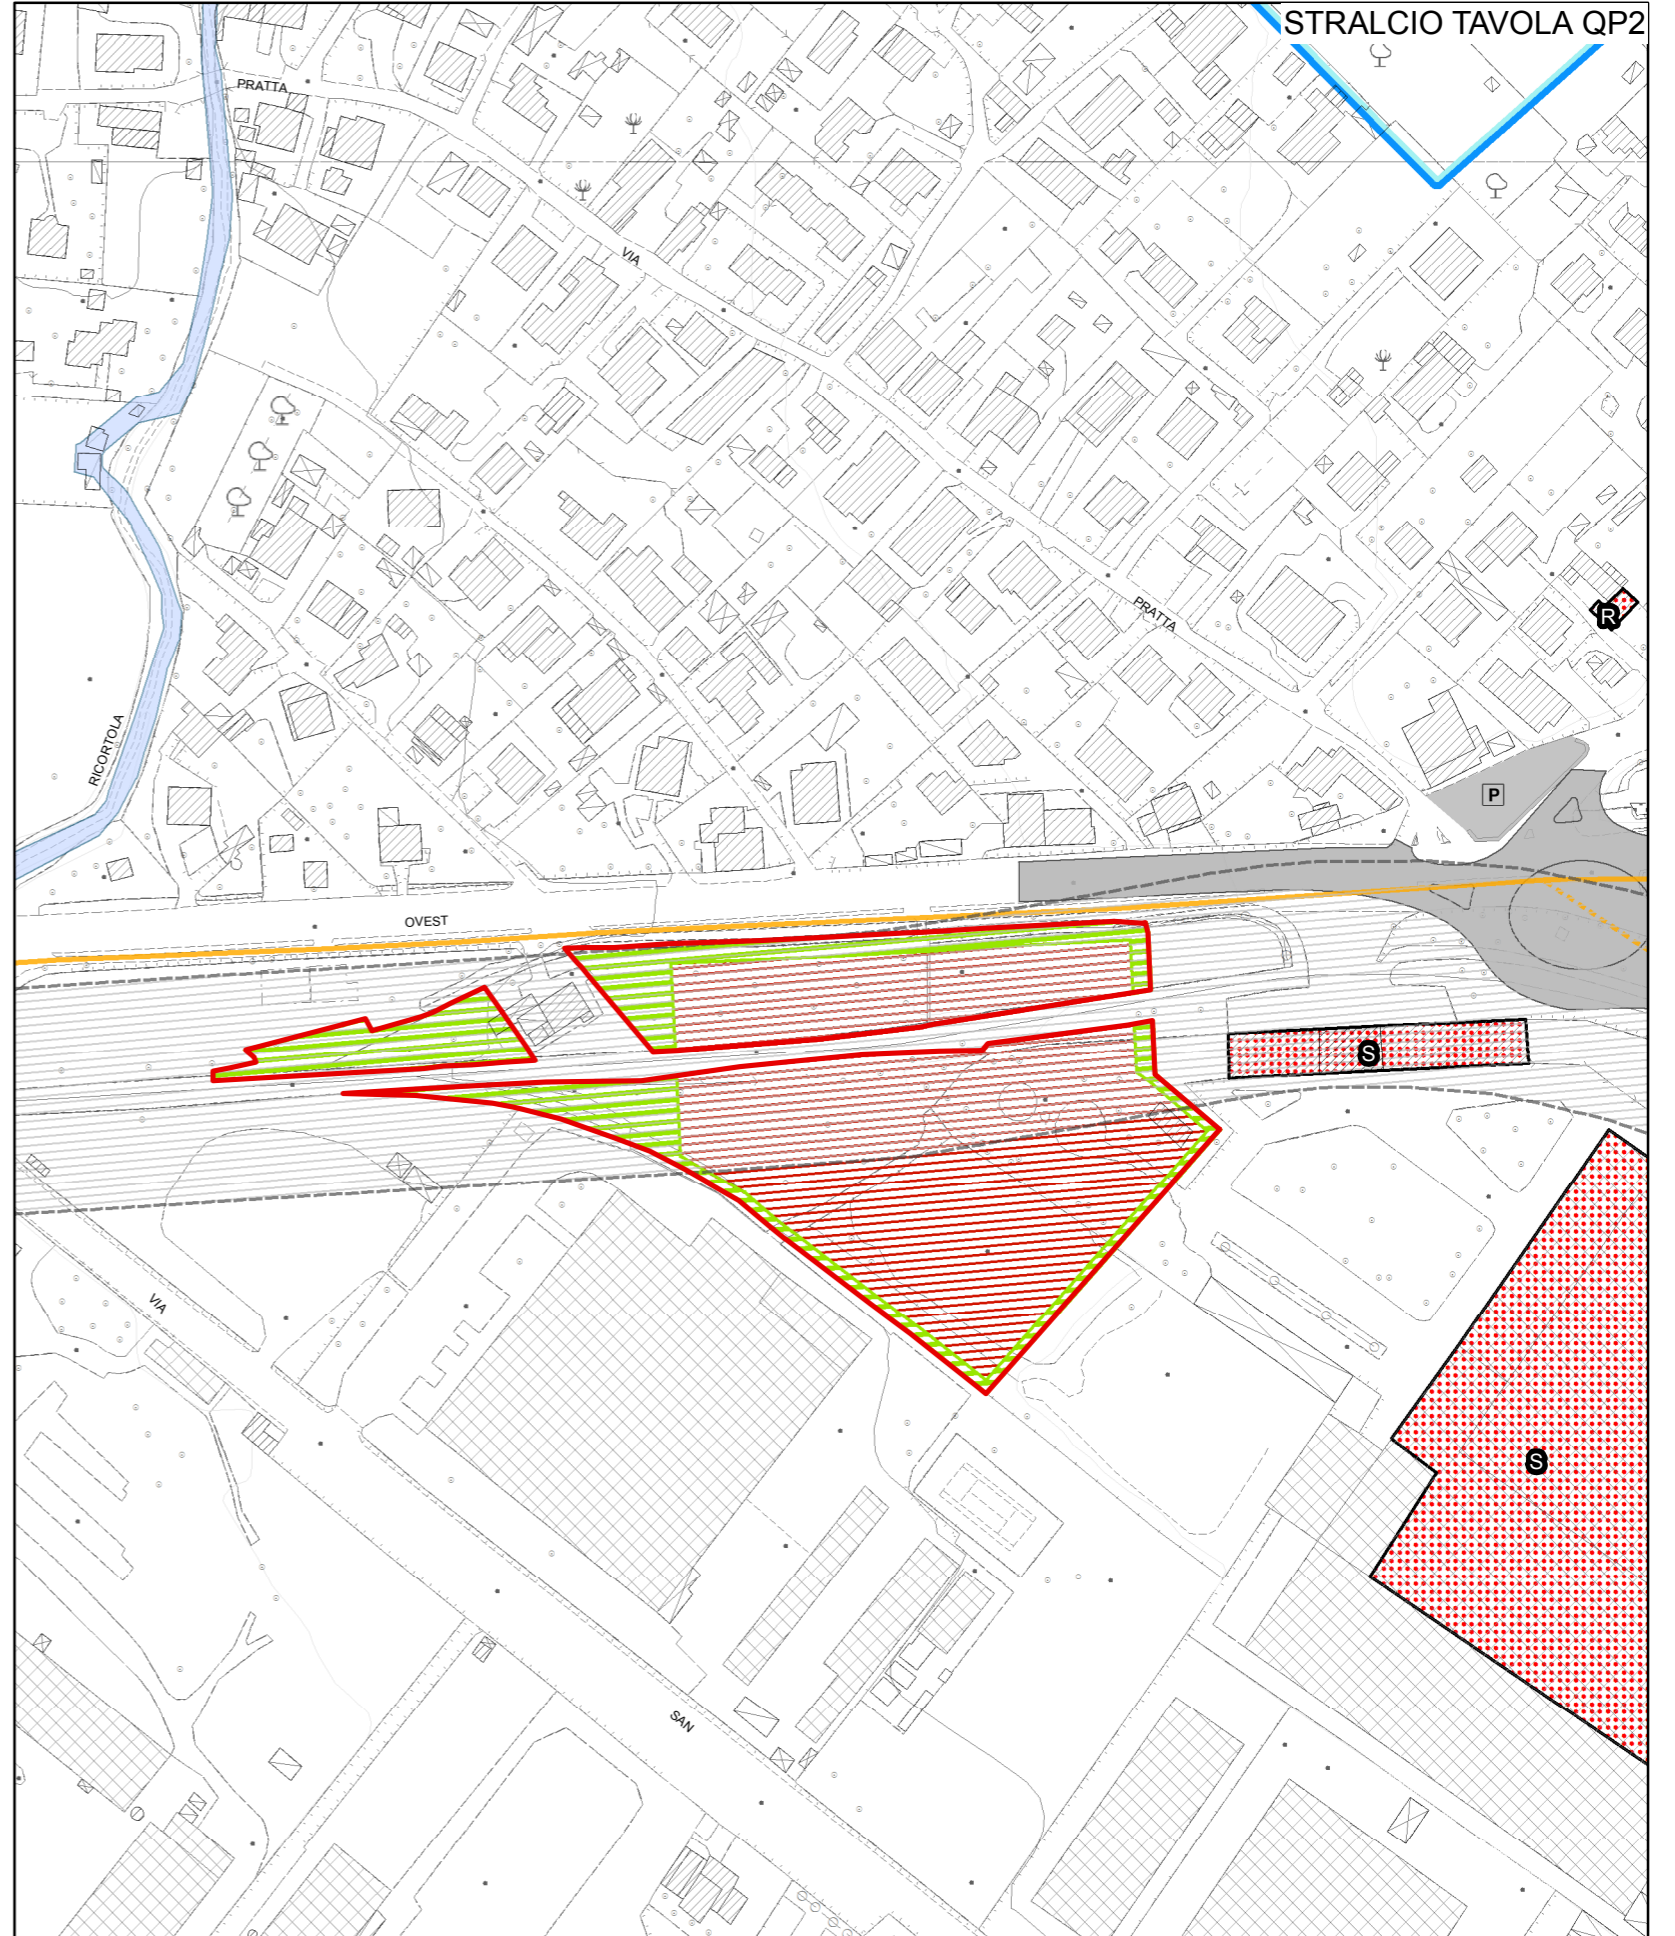 STRALCIO TAVOLA QP2
PRATTA
VIA
PRATTA
R
RICORTOLA
P
OVEST
S
VIA
S
SAN